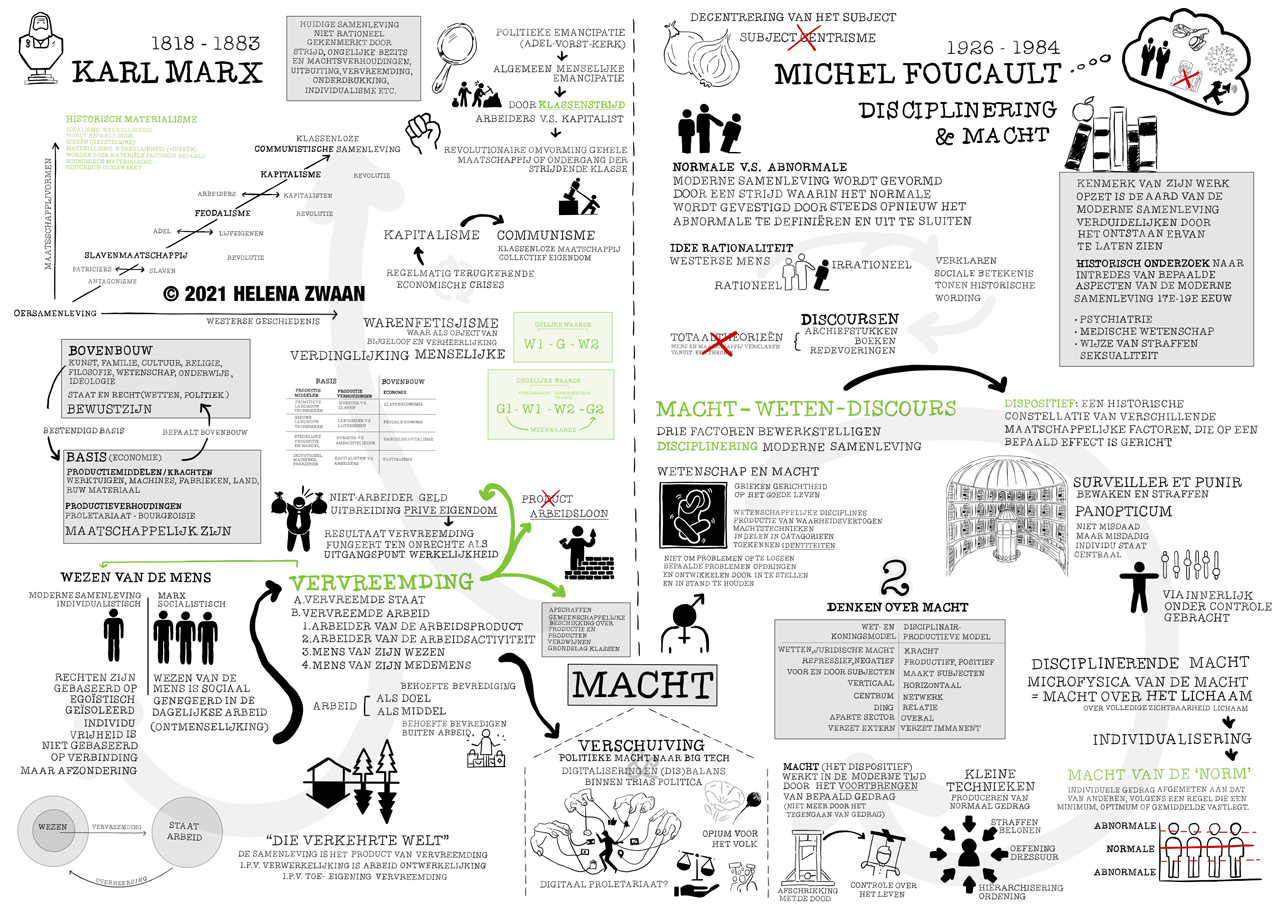 1818 - 1883
KARL MARX
HUIDIGE SAMENLEVING
NIET RATIONEEL
GEKENMERKT DOOR
STRIJD, ONGELIJKE BEZITS
EN MACHTSVERHOUDINGEN,
UITBUITING, VERVREEMDING,
ONDERDRUKKING,
INDIVIDUALISME ETC.
POLITIEKE EMANCIPATIE
(ADEL-VORST-KERK)
ALGEMEEN MENSELIJKE
EMANCIPATIE
DOOR KLASSENSTRIJD
ARBEIDERS V.S. KAPITALIST
REVOLUTIONAIRE OMVORMING GEHELE
MAATSCHAPPIJ OF ONDERGANG DER
STRIJDENDE KLASSE
HISTORISCH MATERIALISME
IDEALISME: WERKELIJKHEID
WORDT BEPAALD DOOR
IDEEËN (GEESTELIJKE)
MATERIALISME: WERKELIJKHEID (+IDEEËN)
WORDEN DOOR MATERIËLE FACTOREN BEPAALD.
ECONOMISCH MATERIALISME -
HISTORISCH UITGEWERKT
MAATSCHAPPIJVORMEN
KLASSENLOZE
COMMUNISTISCHE SAMENLEVING
KAPITALISME
REVOLUTIE
ARBEIDERS
KAPITALISTEN
FEODALISME
REVOLUTIE
ADEL
LIJFEIGENEN
SLAVENMAATSCHAPPIJ
REVOLUTIE
PATRICIERS
SLAVEN
ANTAGONISME
© 2021 HELENA ZWAAN
OERSAMENLEVING
WESTERSE GESCHIEDENIS
KAPITALISME
COMMUNISME
KLASSENLOZE MAATSCHAPPIJ
COLLECTIEF EIGENDOM
REGELMATIG TERUGKERENDE
ECONOMISCHE CRISES
WARENFETISJISME
WAAR ALS OBJECT VAN
BIJGELOOF EN VERHEERLIJKING
VERDINGLIJKING MENSELIJKE
GELIJKE WAARDE
W1 - G - W2
ONGELIJKE WAARDE
G1 - W1 - W2 - G2
MEERWAARDE
BOVENBOUW
KUNST, FAMILIE, CULTUUR, RELIGIE,
FILOSOFIE, WETENSCHAP, ONDERWIJS,
IDEOLOGIE
STAAT EN RECHT(WETTEN, POLITIEK)
BEWUSTZIJN
BESTENDIGD BASIS
BEPAALT BOVENBOUW
BASIS (ECONOMIE)
PRODUCTIEMIDDELEN/KRACHTEN
WERKTUIGEN, MACHINES, FABRIEKEN, LAND,
RUW MATERIAAL
PRODUCTIEVERHOUDINGEN
PROLETARIAAT - BOURGEOISIE
MAATSCHAPPELIJK ZIJN
BASIS
BOVENBOUW
PRODUCTIE
MIDDELEN
PRODUCTIE
VERHOUDINGEN
ECONOMIE
PRIMITIEVE
LANDBOUW
TECHNIEKEN
MEESTER V.S.
SLAVEN
SLAVENECONOMIE
NIEUWE
LANDBOUW
TECHNIEKEN
LANDHEER V.S.
LIJFEIGENEN
FEODALE ECONOMIE
STEDELIJKE
PRODUCTIE
EN HANDEL
BURGERS V.S.
AMBACHTSLIEDEN
HANDELSKAPITALISME
INDUSTRIEEL:
MACHINES,
FABRIEKEN
KAPITALISTEN V.S.
ARBEIDERS
KAPITALISME
NIET-ARBEIDER GELD
UITBREIDING PRIVE EIGENDOM
RESULTAAT VERVREEMDING
FUNGEERT TEN ONRECHTE ALS
UITGANGSPUNT WERKELIJKHEID
PRODUCT
ARBEIDSLOON
WEZEN VAN DE MENS
MODERNE SAMENLEVING
INDIVIDUALISTISCH
MARX
SOCIALISTISCH
RECHTEN ZIJN
GEBASEERD OP
EGOÏSTISCH
GEÏSOLEERD
INDIVIDU
VRIJHEID IS
NIET GEBASEERD
OP VERBINDING
MAAR AFZONDERING
WEZEN VAN DE
MENS IS SOCIAAL
GENEGEERD IN DE
DAGELIJKSE ARBEID
(ONTMENSELIJKING)
VERVREEMDING
A. VERVREEMDE STAAT
B. VERVREEMDE ARBEID
1. ARBEIDER VAN DE ARBEIDSPRODUCT
2. ARBEIDER VAN DE ARBEIDSACTIVITEIT
3. MENS VAN ZIJN WEZEN
4. MENS VAN ZIJN MEDEMENS
AFSCHAFFEN
GEMEENSCHAPPELIJKE
BESCHIKKING OVER
PRODUCTIE EN
PRODUCTEN
VERDWIJNEN
GRONDSLAG KLASSEN
BEHOEFTE BEVREDIGING
ARBEID
ALS DOEL
ALS MIDDEL
BEHOEFTE BEVREDIGEN
BUITEN ARBEID
WEZEN
VERVREEMDING
STAAT
ARBEID
OVERHEERSING
"DIE VERKEHRTE WELT"
DE SAMENLEVING IS HET PRODUCT VAN VERVREEMDING
I.P.V. VERWERKELIJKING IS ARBEID ONTWERKELIJKING
I.P.V. TOE- EIGENING VERVREEMDING
MACHT
VERSCHUIVING
POLITIEKE MACHT NAAR BIG TECH
DIGITALISERINGEN (DIS)BALANS
BINNEN TRIAS POLITICA
OPIUM VOOR
HET VOLK
DIGITAAL PROLETARIAAT?
DECENTRERING VAN HET SUBJECT
SUBJECTCENTRISME
1926 - 1984
MICHEL FOUCAULT
DISCIPLINERING
& MACHT
NORMALE V.S. ABNORMALE
MODERNE SAMENLEVING WORDT GEVORMD
DOOR EEN STRIJD WAARIN HET NORMALE
WORDT GEVESTIGD DOOR STEEDS OPNIEUW HET
ABNORMALE TE DEFINIËREN EN UIT TE SLUITEN
IDEE RATIONALITEIT
WESTERSE MENS
RATIONEEL
IRRATIONEEL
VERKLAREN
SOCIALE BETEKENIS
TONEN HISTORISCHE
WORDING
KENMERK VAN ZIJN WERK
OPZET IS DE AARD VAN DE
MODERNE SAMENLEVING
VERDUIDELIJKEN DOOR
HET ONTSTAAN ERVAN
TE LATEN ZIEN
HISTORISCH ONDERZOEK NAAR
INTREDES VAN BEPAALDE
ASPECTEN VAN DE MODERNE
SAMENLEVING 17E-19E EEUW
· PSYCHIATRIE
· MEDISCHE WETENSCHAP
· WIJZE VAN STRAFFEN
SEKSUALITEIT
TOTAALTHEORIEËN
MENS EN MAATSCHAPPIJ VERKLAREN
VANUIT EEN THEORIE
DISCOURSEN
ARCHIEFSTUKKEN
BOEKEN
REDEVOERINGEN
MACHT-WETEN-DISCOURS
DRIE FACTOREN BEWERKSTELLIGEN
DISCIPLINERING MODERNE SAMENLEVING
DISPOSITIEF: EEN HISTORISCHE
CONSTELLATIE VAN VERSCHILLENDE
MAATSCHAPPELIJKE FACTOREN, DIE OP EEN
BEPAALD EFFECT IS GERICHT
WETENSCHAP EN MACHT
GRIEKEN GERICHTHEID
OP HET GOEDE LEVEN
WETENSCHAPPELIJKE DISCIPLINES
PRODUCTIE VAN WAARHEIDSVERTOGEN
MACHTSTECHNIEKEN
INDELEN IN CATAGORIEËN
TOEKENNEN IDENTITEITEN
NIET OM PROBLEMEN OP TE LOSSEN
BEPAALDE PROBLEMEN OPDRINGEN
EN ONTWIKKELEN DOOR IN TE STELLEN
EN IN STAND TE HOUDEN
SURVEILLER ET PUNIR
BEWAKEN EN STRAFFEN
PANOPTICUM
NIET MISDAAD
MAAR MISDADIG
INDIVIDU STAAT
CENTRAAL
VIA INNERLIJK
ONDER CONTROLE
GEBRACHT
2
DENKEN OVER MACHT
WET- EN
KONINGSMODEL
DISCIPLINAIR-
PRODUCTIEVE MODEL
WETTEN, JURIDISCHE MACHT
KRACHT
REPRESSIEF, NEGATIEF
PRODUCTIEF, POSITIEF
VOOR EN DOOR SUBJECTEN
MAAKT SUBJECTEN
VERTICAAL
HORIZONTAAL
CENTRUM
NETWERK
DING
RELATIE
APARTE SECTOR
OVERAL
VERZET EXTERN
VERZET IMMANENT
DISCIPLINERENDE MACHT
MICROFYSICA VAN DE MACHT
= MACHT OVER HET LICHAAM
OVER VOLLEDIGE ZICHTBAARHEID LICHAAM
INDIVIDUALISERING
MACHT VAN DE 'NORM'
INDIVIDUELE GEDRAG AFGEMETEN AAN DAT
VAN ANDEREN, VOLGENS EEN REGEL DIE EEN
MINIMUM, OPTIMUM OF GEMIDDELDE VASTLEGT.
ABNORMALE
NORMALE
ABNORMALE
MACHT (HET DISPOSITIEF)
WERKT IN DE MODERNE TIJD
DOOR HET VOORTBRENGEN
VAN BEPAALD GEDRAG
(NIET MEER DOOR HET
TEGENGAAN VAN GEDRAG)
AFSCHRIKKING
MET DE DOOD
CONTROLE OVER
HET LEVEN
KLEINE
TECHNIEKEN
PRODUCEREN VAN
NORMAAL GEDRAG
STRAFFEN
BELONEN
OEFENING
DRESSUUR
HIERARCHISERING
ORDENING